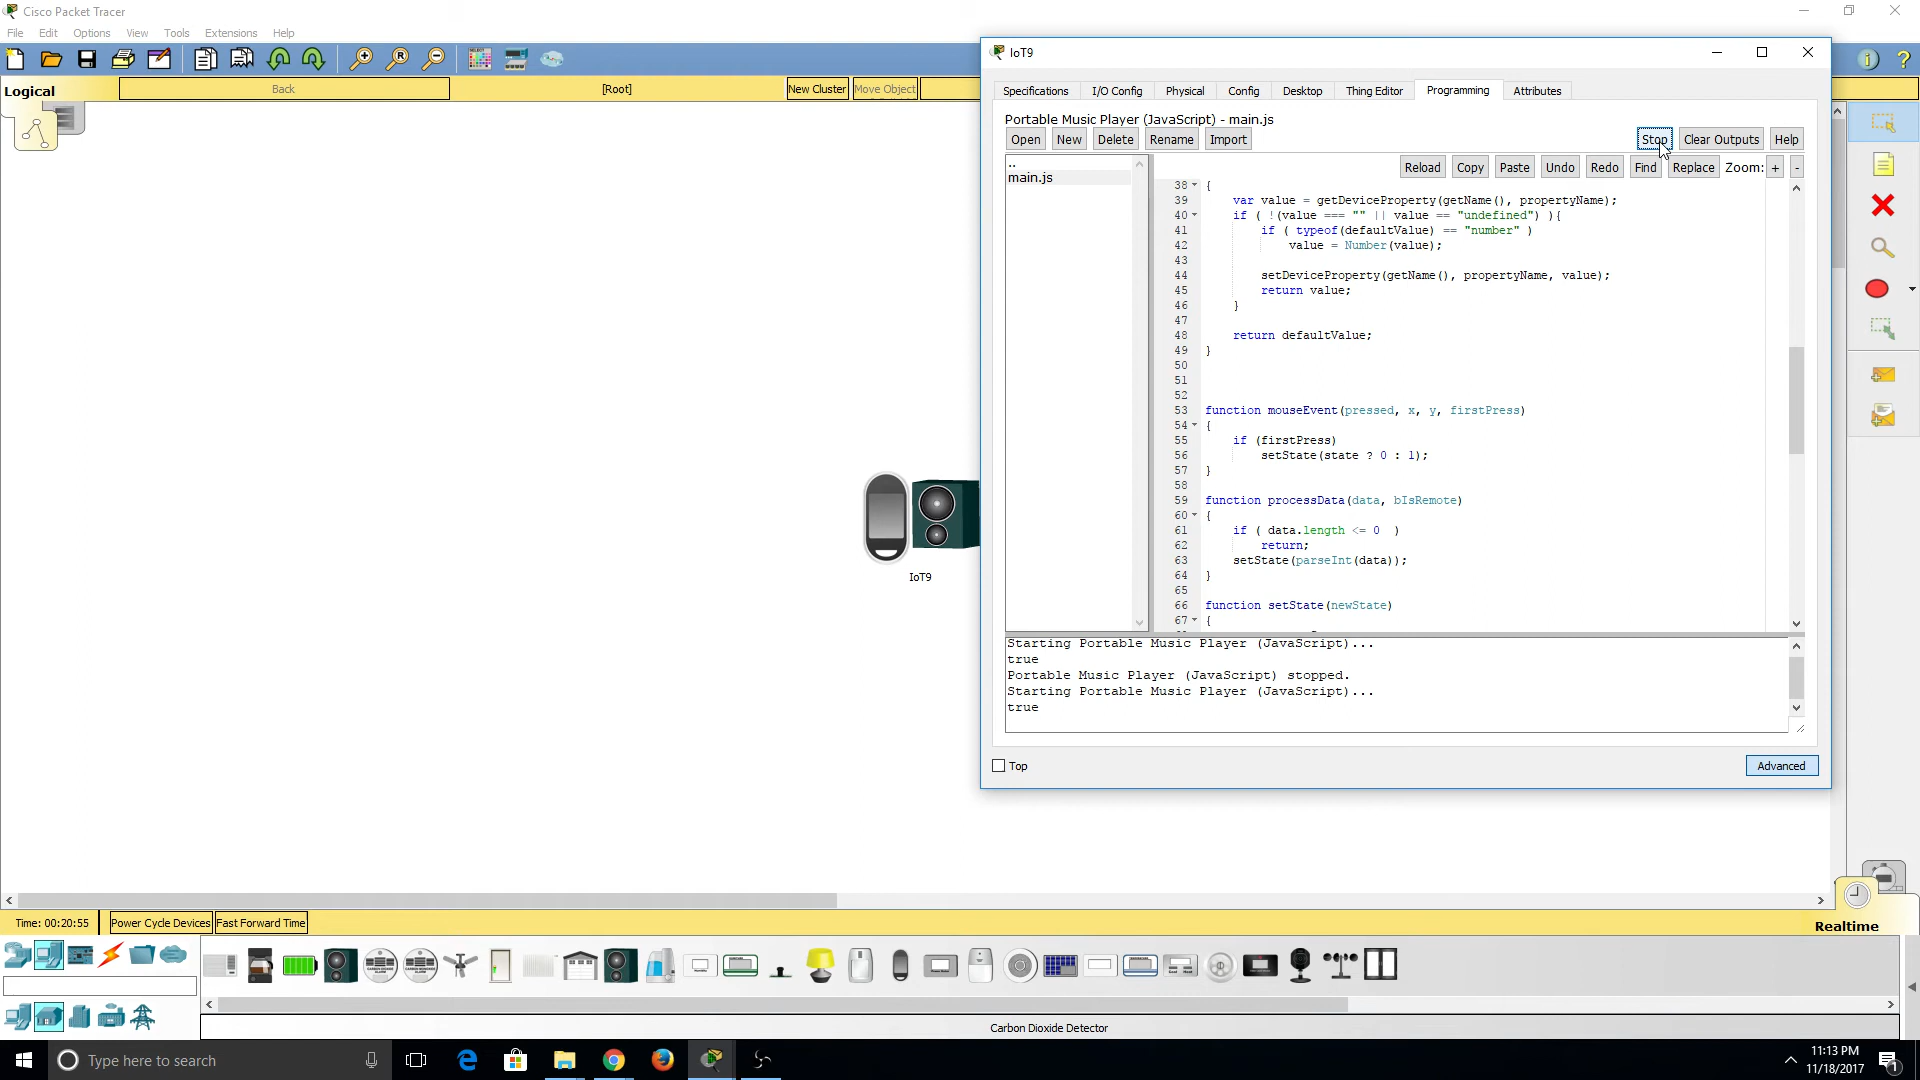 Cisco Packet Tracer
File Edit Options View Tools Extensions Help
Logical
Back
[Root]
New Cluster
Move Object
IoT9
IoT9
Specifications I/O Config Physical Config Desktop Thing Editor Programming Attributes
Portable Music Player (JavaScript) - main.js
Open New Delete Rename Import
Stop Clear Outputs Help
Reload Copy Paste Undo Redo Find Replace Zoom: + -
..
main.js
38 {
39 var value = getDeviceProperty(getName(), propertyName);
40 if ( !(value === "" || value == "undefined") ){
41 if ( typeof(defaultValue) == "number" )
42 value = Number(value);
43
44 setDeviceProperty(getName(), propertyName, value);
45 return value;
46 }
47
48 return defaultValue;
49 }
50
51
52
53 function mouseEvent(pressed, x, y, firstPress)
54 {
55 if (firstPress)
56 setState(state ? 0 : 1);
57 }
58
59 function processData(data, bIsRemote)
60 {
61 if ( data.length <= 0 )
62 return;
63 setState(parseInt(data));
64 }
65
66 function setState(newState)
67 {
Starting Portable Music Player (JavaScript)...
true
Portable Music Player (JavaScript) stopped.
Starting Portable Music Player (JavaScript)...
true
Top
Advanced
Time: 00:20:55
Power Cycle Devices
Fast Forward Time
Realtime
Carbon Dioxide Detector
Type here to search
11:13 PM
11/18/2017